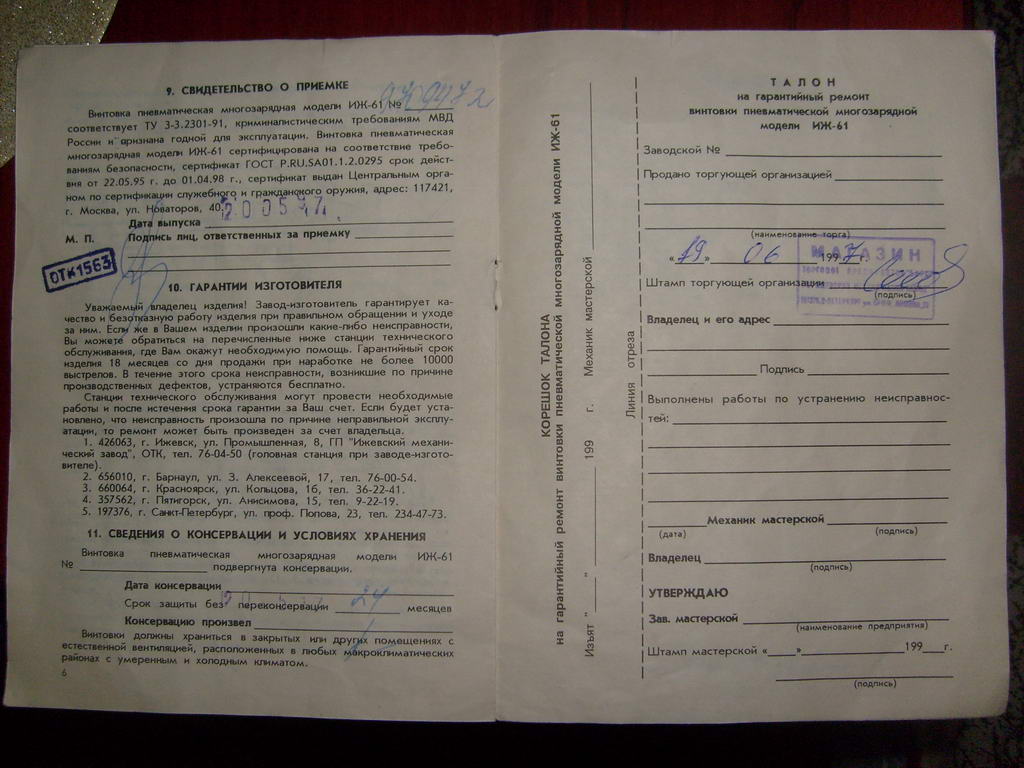 9. СВИДЕТЕЛЬСТВО О ПРИЕМКЕ
Винтовка пневматическая многозарядная модели ИЖ-61 №
соответствует ТУ 3-3.2301-91, криминалистическим требованиям МВД
России и признана годной для эксплуатации. Винтовка пневматическая
многозарядная модели ИЖ-61 сертифицирована на соответствие требо-
ваниям безопасности, сертификат ГОСТ Р.RU.SA01.1.2.0295 срок дейст-
вия от 22.05.95 г. до 01.04.98 г., сертификат выдан Центральным орга-
ном по сертификации служебного и гражданского оружия, адрес: 117421,
г. Москва, ул. Новаторов, 40.
Дата выпуска 200597
М. П. Подпись лиц, ответственных за приемку
ОТК1563
10. ГАРАНТИИ ИЗГОТОВИТЕЛЯ
Уважаемый владелец изделия! Завод-изготовитель гарантирует ка-
чество и безотказную работу изделия при правильном обращении и уходе
за ним. Если же в Вашем изделии произошли какие-либо неисправности,
Вы можете обратиться на перечисленные ниже станции технического
обслуживания, где Вам окажут необходимую помощь. Гарантийный срок
изделия 18 месяцев со дня продажи при наработке не более 10000
выстрелов. В течение этого срока неисправности, возникшие по причине
производственных дефектов, устраняются бесплатно.
Станции технического обслуживания могут провести необходимые
работы и после истечения срока гарантии за Ваш счет. Если будет уста-
новлено, что неисправность произошла по причине неправильной эксплу-
атации, то ремонт может быть произведен за счет владельца.
1. 426063, г. Ижевск, ул. Промышленная, 8, ГП "Ижевский механи-
ческий завод", ОТК, тел. 76-04-50 (головная станция при заводе-изгото-
вителе).
2. 656010, г. Барнаул, ул. З. Алексеевой, 17, тел. 76-00-54.
3. 660064, г. Красноярск, ул. Кольцова, 16, тел. 36-22-41.
4. 357562, г. Пятигорск, ул. Анисимова, 15, тел. 9-22-19.
5. 197376, г. Санкт-Петербург, ул. проф. Попова, 23, тел. 234-47-73.
11. СВЕДЕНИЯ О КОНСЕРВАЦИИ И УСЛОВИЯХ ХРАНЕНИЯ
Винтовка пневматическая многозарядная модели ИЖ-61
№ подвергнута консервации.
Дата консервации
Срок защиты без переконсервации 24 месяцев
Консервацию произвел
Винтовки должны храниться в закрытых или других помещениях с
естественной вентиляцией, расположенных в любых макроклиматических
районах с умеренным и холодным климатом.
6
КОРЕШОК ТАЛОНА
на гарантийный ремонт винтовки пневматической многозарядной модели ИЖ-61
Изъят " " 199 г. Механик мастерской
Линия отреза
ТАЛОН
на гарантийный ремонт
винтовки пневматической многозарядной
модели ИЖ-61
Заводской №
Продано торгующей организацией
(наименование торга)
«19» 06 1997г.
МАГАЗИН
Штамп торгующей организации
(подпись)
Владелец и его адрес
Подпись
Выполнены работы по устранению неисправнос-
тей:
Механик мастерской
(дата) (подпись)
Владелец
(подпись)
УТВЕРЖДАЮ
Зав. мастерской
(наименование предприятия)
Штамп мастерской « » 199 г.
(подпись)